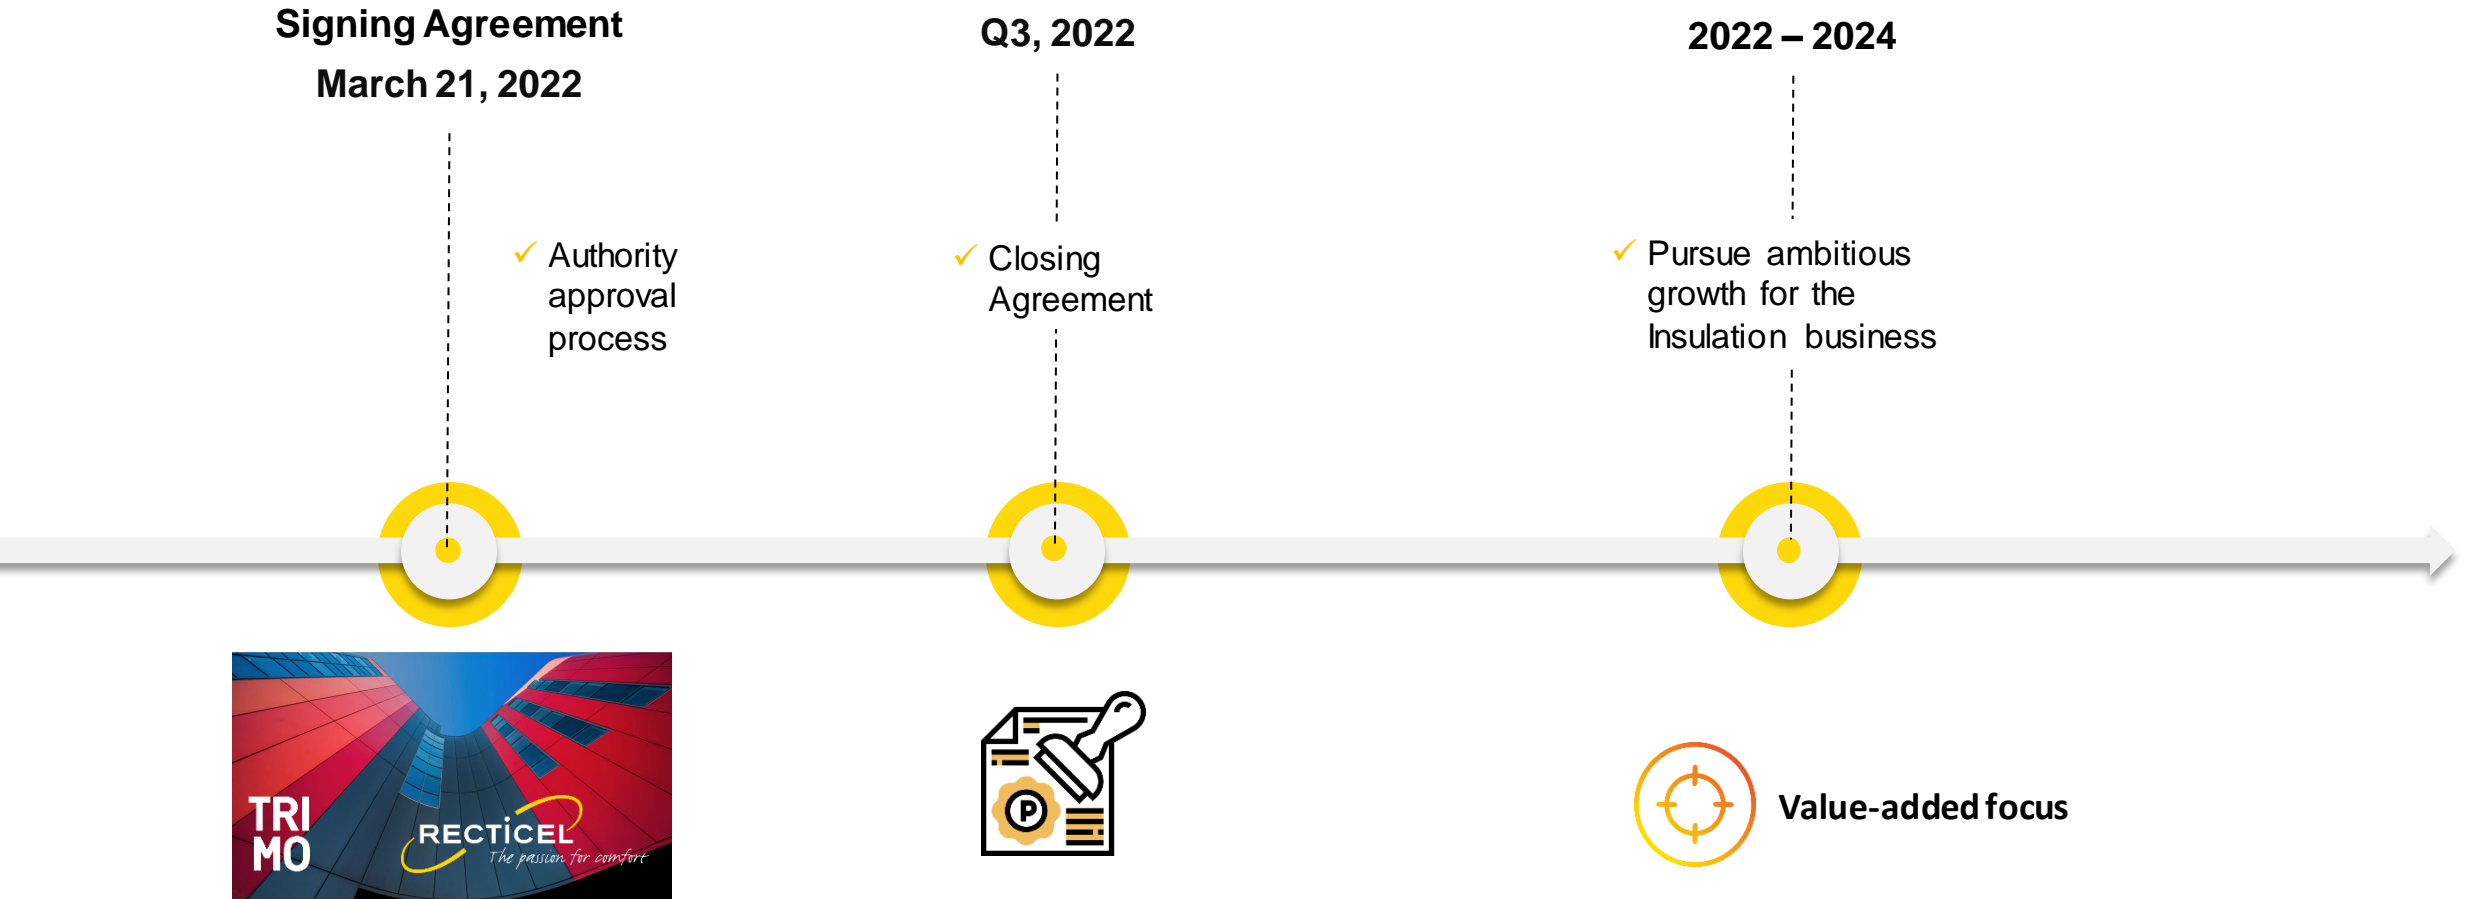 Signing Agreement
March 21, 2022
Q3, 2022
2022 – 2024
✓ Authority
approval
process
✓ Closing
Agreement
✓ Pursue ambitious
growth for the
Insulation business
TRI
MO
RECTICEL
The passion for comfort
P
Value-added focus